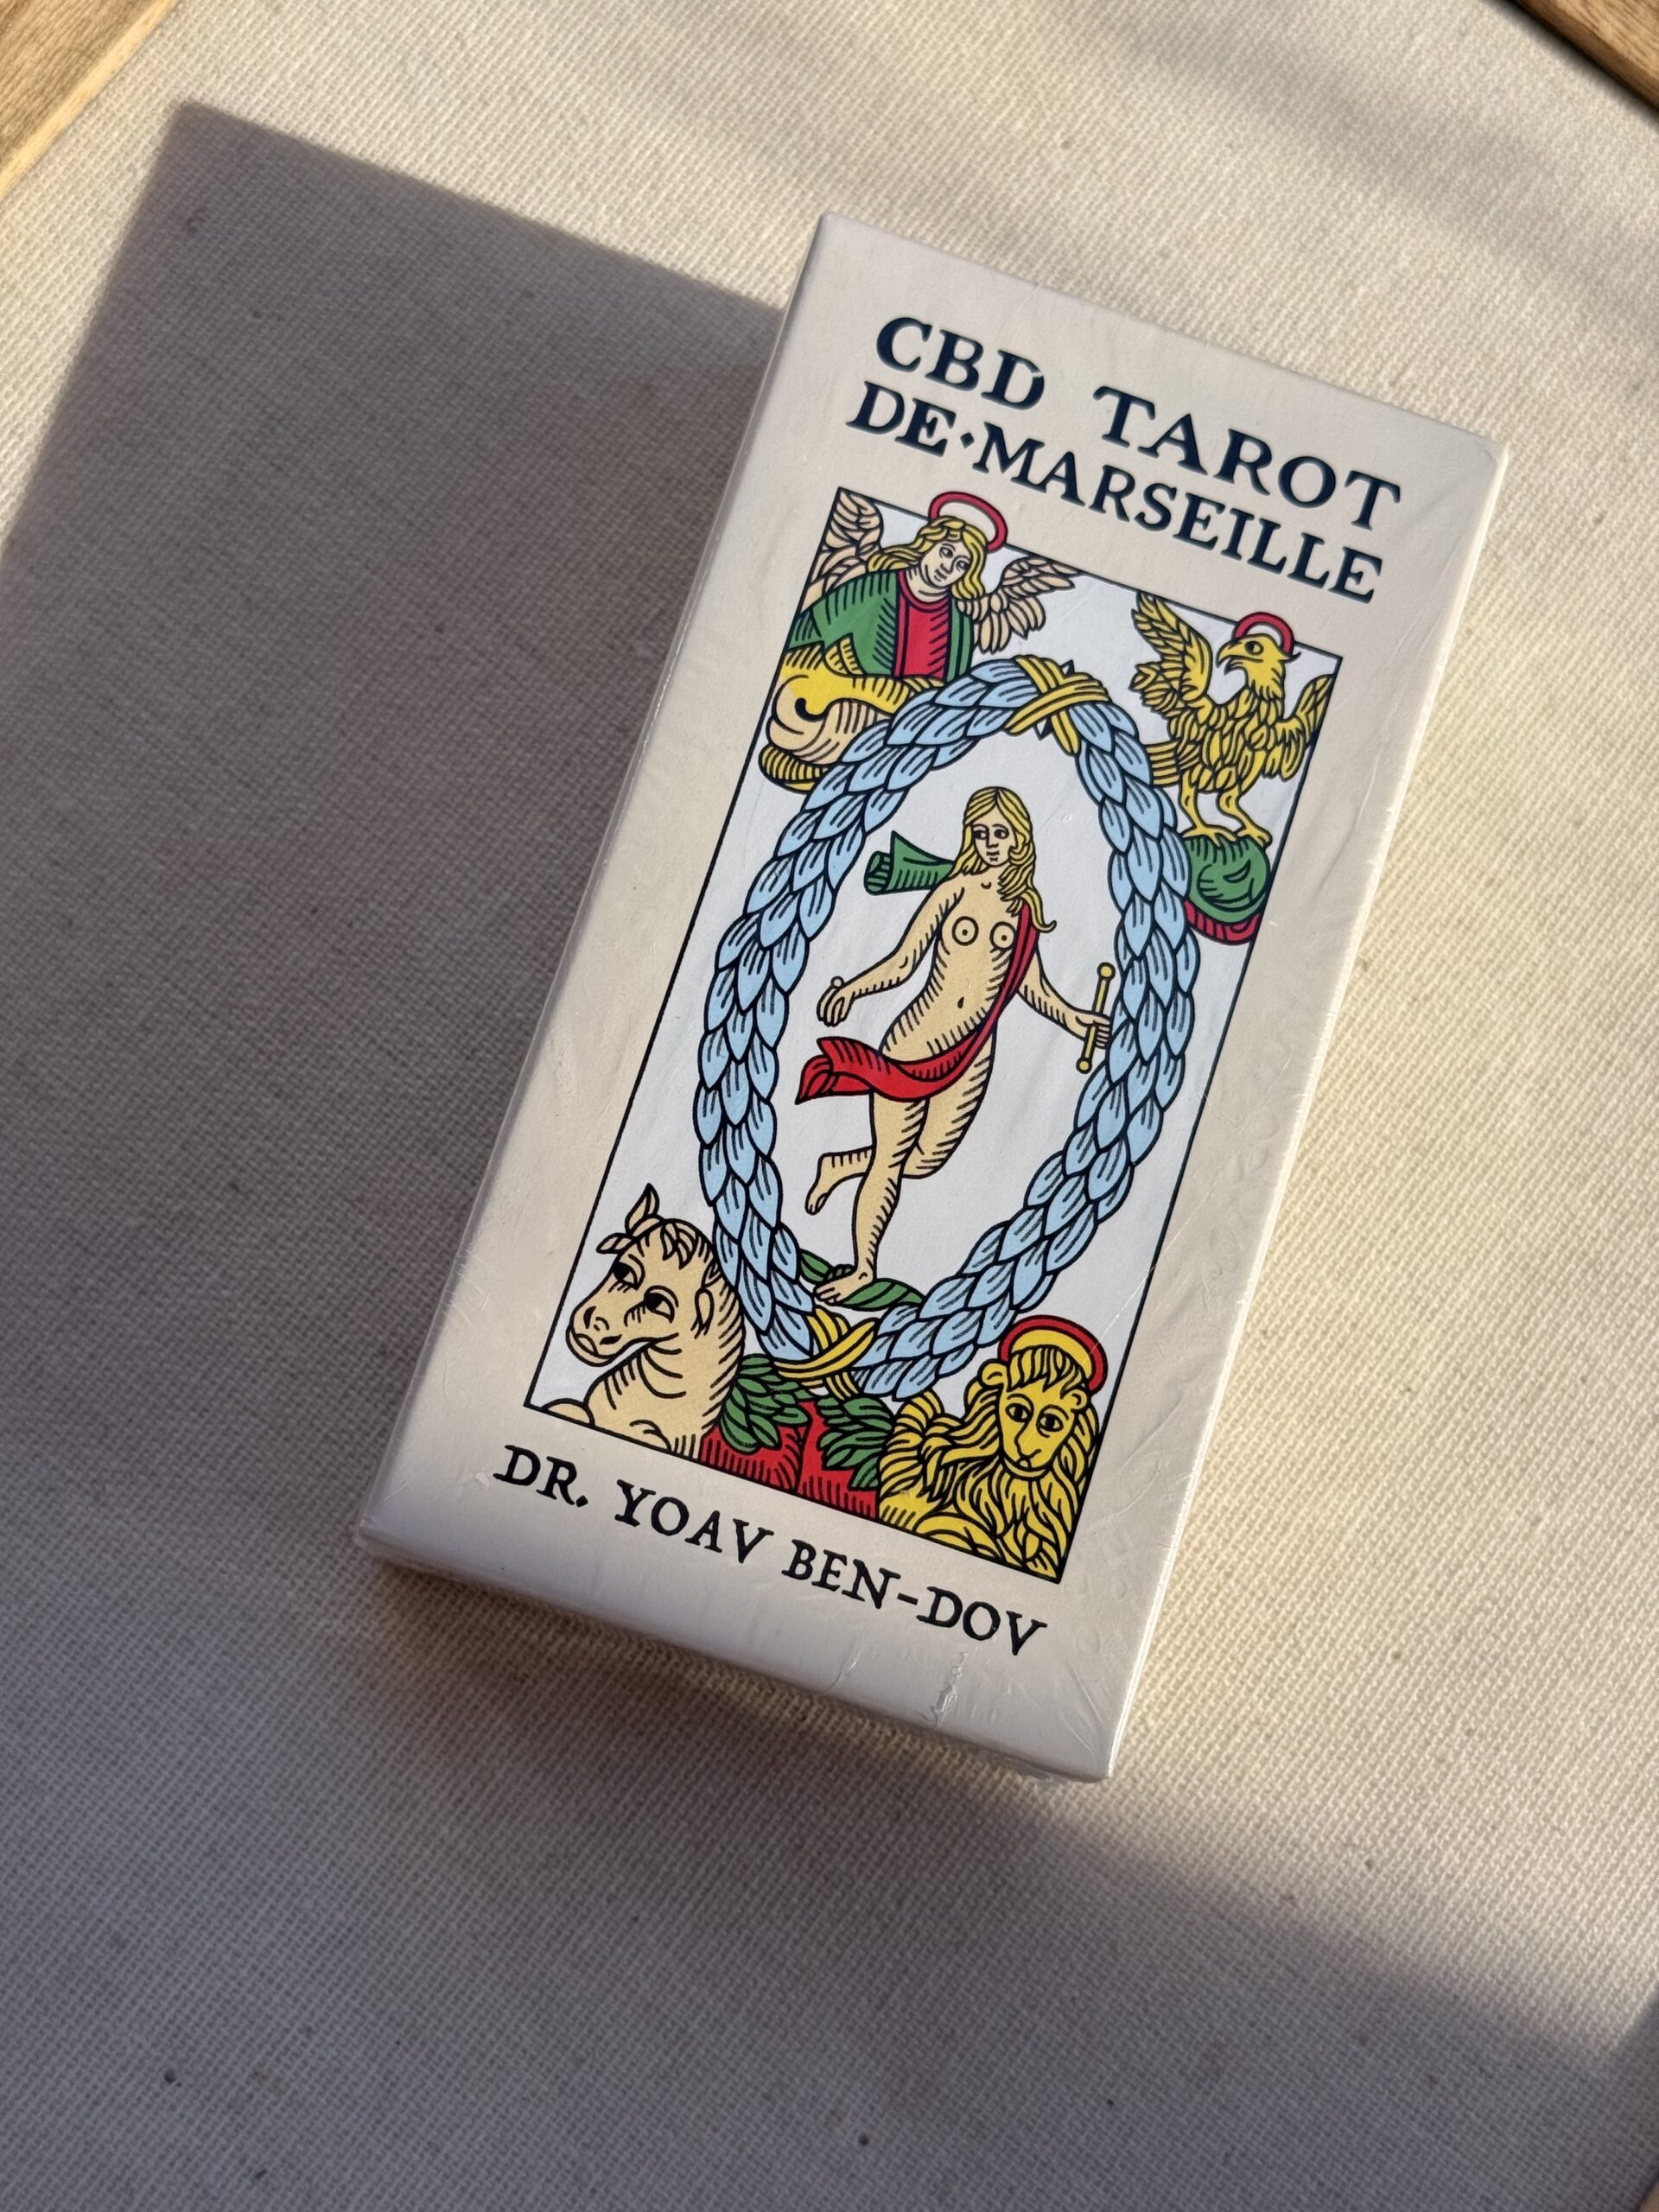 CBD TAROT
DE·MARSEILLE
DR. YOAV BEN-DOV